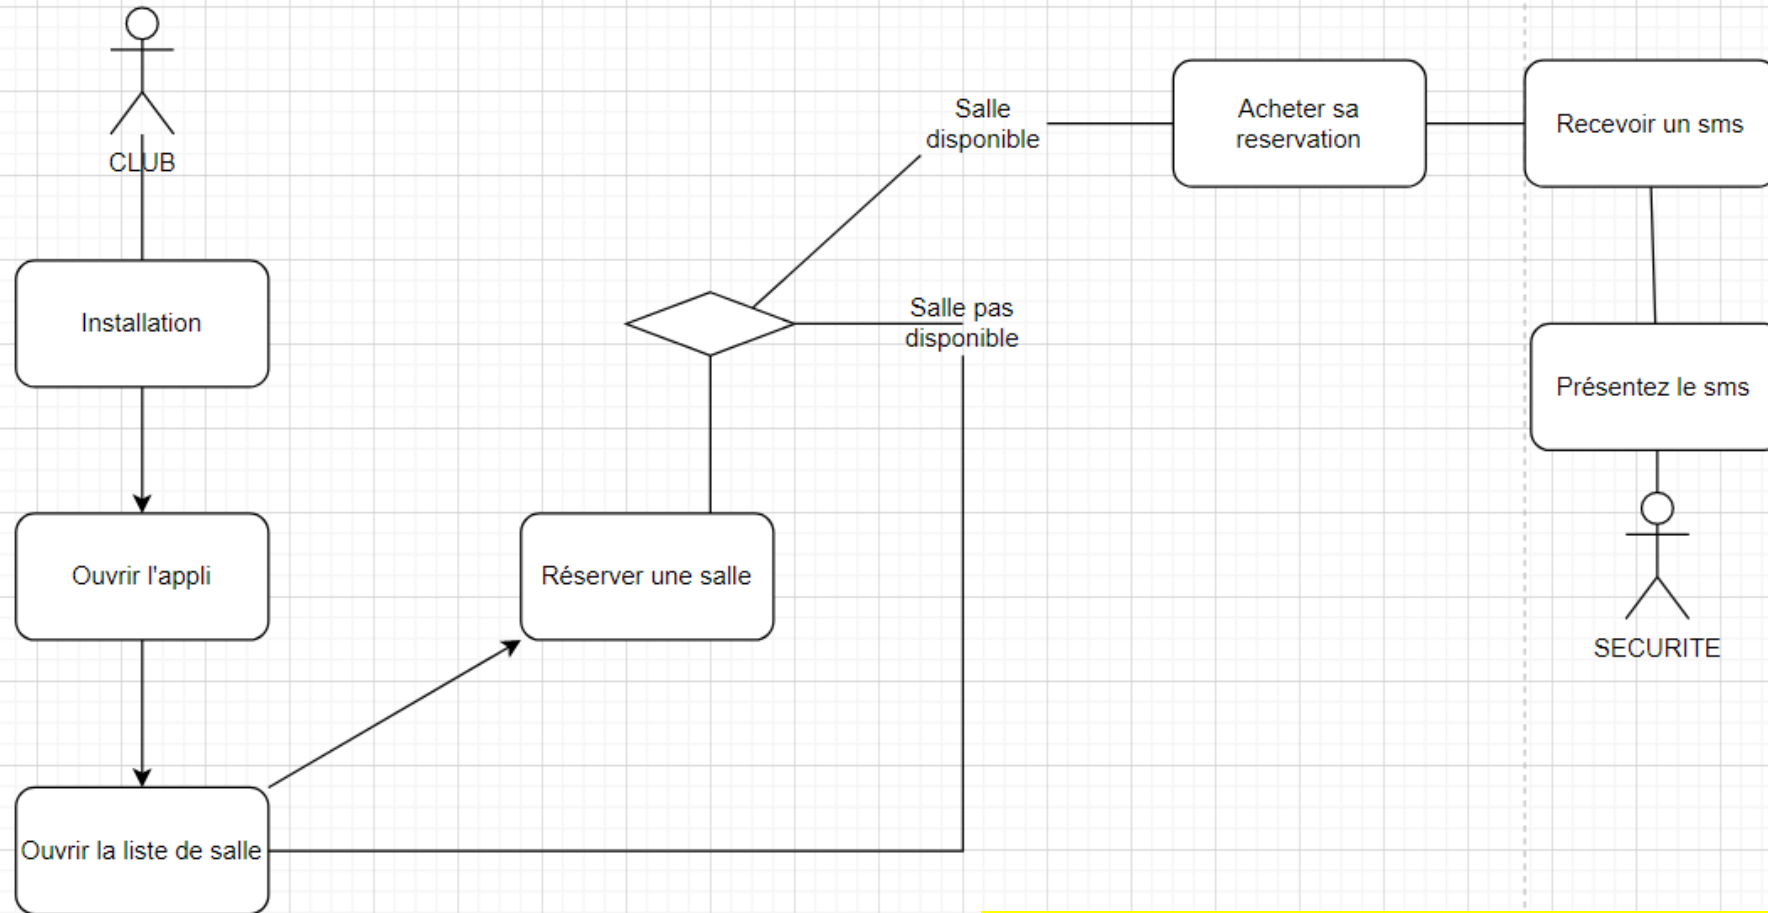 CLUB
Installation
Ouvrir l'appli
Ouvrir la liste de salle
Réserver une salle
Salle
disponible
Salle pas
disponible
Acheter sa
reservation
Recevoir un sms
Présentez le sms
SECURITE